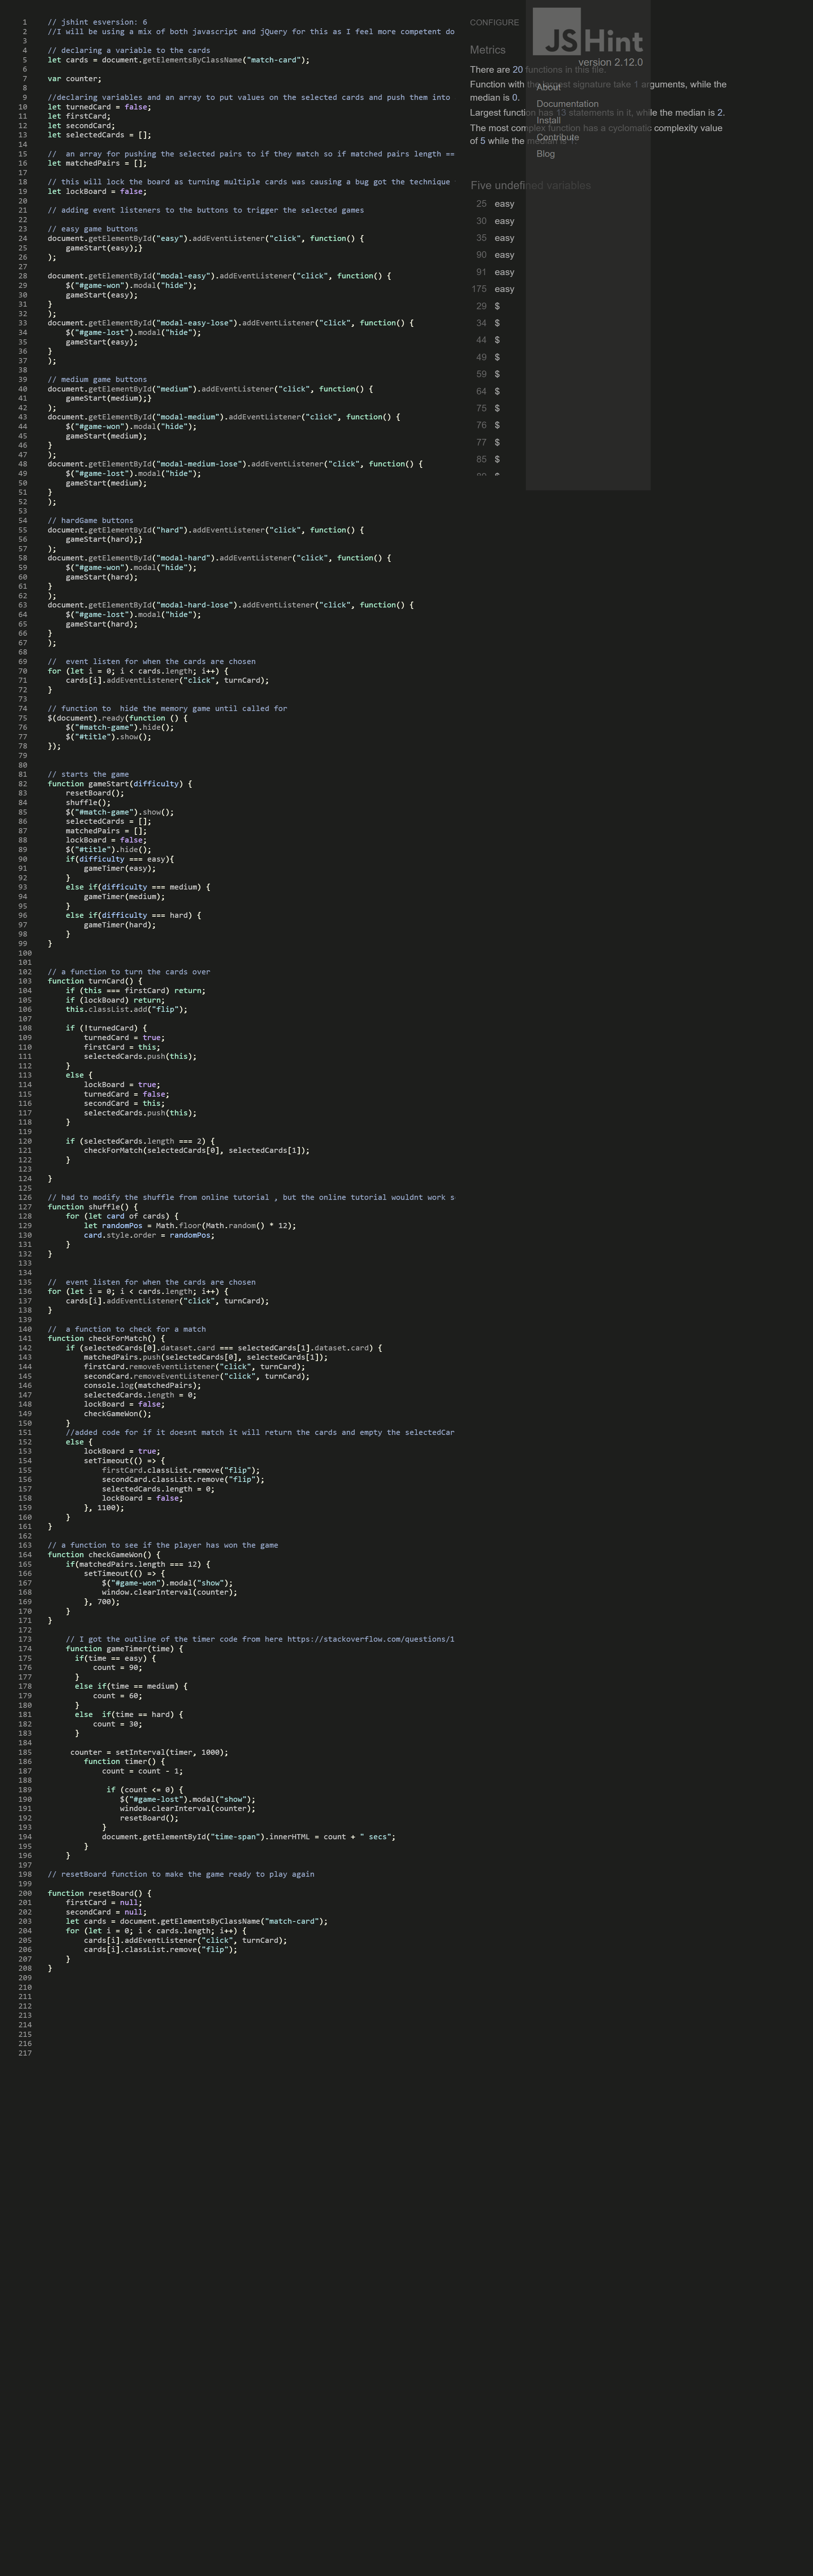 1 // jshint esversion: 6
2 //I will be using a mix of both javascript and jQuery for this as I feel more competent do
3
4 // declaring a variable to the cards
5 let cards = document.getElementsByClassName("match-card");
6
7 var counter;
8
9 //declaring variables and an array to put values on the selected cards and push them into
10 let turnedCard = false;
11 let firstCard;
12 let secondCard;
13 let selectedCards = [];
14
15 //  an array for pushing the selected pairs to if they match so if matched pairs length ==
16 let matchedPairs = [];
17
18 // this will lock the board as turning multiple cards was causing a bug got the technique
19 let lockBoard = false;
20
21 // adding event listeners to the buttons to trigger the selected games
22
23 // easy game buttons
24 document.getElementById("easy").addEventListener("click", function() {
25     gameStart(easy);}
26 );
27
28 document.getElementById("modal-easy").addEventListener("click", function() {
29     $("#game-won").modal("hide");
30     gameStart(easy);
31 }
32 );
33 document.getElementById("modal-easy-lose").addEventListener("click", function() {
34     $("#game-lost").modal("hide");
35     gameStart(easy);
36 }
37 );
38
39 // medium game buttons
40 document.getElementById("medium").addEventListener("click", function() {
41     gameStart(medium);}
42 );
43 document.getElementById("modal-medium").addEventListener("click", function() {
44     $("#game-won").modal("hide");
45     gameStart(medium);
46 }
47 );
48 document.getElementById("modal-medium-lose").addEventListener("click", function() {
49     $("#game-lost").modal("hide");
50     gameStart(medium);
51 }
52 );
53
54 // hardGame buttons
55 document.getElementById("hard").addEventListener("click", function() {
56     gameStart(hard);}
57 );
58 document.getElementById("modal-hard").addEventListener("click", function() {
59     $("#game-won").modal("hide");
60     gameStart(hard);
61 }
62 );
63 document.getElementById("modal-hard-lose").addEventListener("click", function() {
64     $("#game-lost").modal("hide");
65     gameStart(hard);
66 }
67 );
68
69 //  event listen for when the cards are chosen
70 for (let i = 0; i < cards.length; i++) {
71     cards[i].addEventListener("click", turnCard);
72 }
73
74 // function to  hide the memory game until called for
75 $(document).ready(function () {
76     $("#match-game").hide();
77     $("#title").show();
78 });
79
80
81 // starts the game
82 function gameStart(difficulty) {
83     resetBoard();
84     shuffle();
85     $("#match-game").show();
86     selectedCards = [];
87     matchedPairs = [];
88     lockBoard = false;
89     $("#title").hide();
90     if(difficulty === easy){
91         gameTimer(easy);
92     }
93     else if(difficulty === medium) {
94         gameTimer(medium);
95     }
96     else if(difficulty === hard) {
97         gameTimer(hard);
98     }
99 }
100
101
102 // a function to turn the cards over
103 function turnCard() {
104     if (this === firstCard) return;
105     if (lockBoard) return;
106     this.classList.add("flip");
107
108     if (!turnedCard) {
109         turnedCard = true;
110         firstCard = this;
111         selectedCards.push(this);
112     }
113     else {
114         lockBoard = true;
115         turnedCard = false;
116         secondCard = this;
117         selectedCards.push(this);
118     }
119
120     if (selectedCards.length === 2) {
121         checkForMatch(selectedCards[0], selectedCards[1]);
122     }
123
124 }
125
126 // had to modify the shuffle from online tutorial , but the online tutorial wouldnt work s
127 function shuffle() {
128     for (let card of cards) {
129         let randomPos = Math.floor(Math.random() * 12);
130         card.style.order = randomPos;
131     }
132 }
133
134
135 //  event listen for when the cards are chosen
136 for (let i = 0; i < cards.length; i++) {
137     cards[i].addEventListener("click", turnCard);
138 }
139
140 //  a function to check for a match
141 function checkForMatch() {
142     if (selectedCards[0].dataset.card === selectedCards[1].dataset.card) {
143         matchedPairs.push(selectedCards[0], selectedCards[1]);
144         firstCard.removeEventListener("click", turnCard);
145         secondCard.removeEventListener("click", turnCard);
146         console.log(matchedPairs);
147         selectedCards.length = 0;
148         lockBoard = false;
149         checkGameWon();
150     }
151     //added code for if it doesnt match it will return the cards and empty the selectedCar
152     else {
153         lockBoard = true;
154         setTimeout(() => {
155             firstCard.classList.remove("flip");
156             secondCard.classList.remove("flip");
157             selectedCards.length = 0;
158             lockBoard = false;
159         }, 1100);
160     }
161 }
162
163 // a function to see if the player has won the game
164 function checkGameWon() {
165     if(matchedPairs.length === 12) {
166         setTimeout(() => {
167             $("#game-won").modal("show");
168             window.clearInterval(counter);
169         }, 700);
170     }
171 }
172
173     // I got the outline of the timer code from here https://stackoverflow.com/questions/1
174     function gameTimer(time) {
175       if(time == easy) {
176           count = 90;
177       }
178       else if(time == medium) {
179           count = 60;
180       }
181       else  if(time == hard) {
182           count = 30;
183       }
184
185      counter = setInterval(timer, 1000);
186         function timer() {
187             count = count - 1;
188
189              if (count <= 0) {
190                 $("#game-lost").modal("show");
191                 window.clearInterval(counter);
192                 resetBoard();
193             }
194             document.getElementById("time-span").innerHTML = count + " secs";
195         }
196     }
197
198 // resetBoard function to make the game ready to play again
199
200 function resetBoard() {
201     firstCard = null;
202     secondCard = null;
203     let cards = document.getElementsByClassName("match-card");
204     for (let i = 0; i < cards.length; i++) {
205         cards[i].addEventListener("click", turnCard);
206         cards[i].classList.remove("flip");
207     }
208 }
209
210
211
212
213
214
215
216
217
CONFIGURE
Metrics
There are 20 functions in this file.
Function with the largest signature take 1 arguments, while the
median is 0.
Largest function has 13 statements in it, while the median is 2.
The most complex function has a cyclomatic complexity value
of 5 while the median is 1.
Five undefined variables
25 easy
30 easy
35 easy
90 easy
91 easy
175 easy
29 $
34 $
44 $
49 $
59 $
64 $
75 $
76 $
77 $
85 $
JSHint
version 2.12.0
About
Documentation
Install
Contribute
Blog